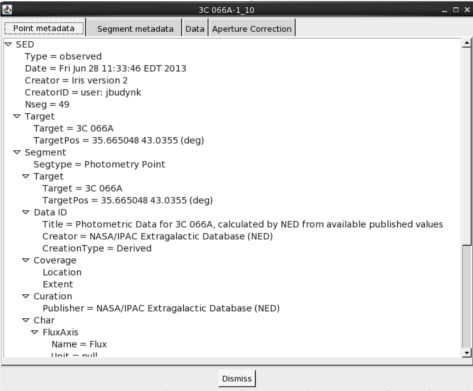 3C 066A-1_10
Point metadata Segment metadata Data Aperture Correction
SED
Type = observed
Date = Fri Jun 28 11:33:46 EDT 2013
Creator = Iris version 2
CreatorID = user: jbudynk
Nseg = 49
Target
Target = 3C 066A
TargetPos = 35.665048 43.0355 (deg)
Segment
Segtype = Photometry Point
Target
Target = 3C 066A
TargetPos = 35.665048 43.0355 (deg)
Data ID
Title = Photometric Data for 3C 066A, calculated by NED from available published values
Creator = NASA/IPAC Extragalactic Database (NED)
CreationType = Derived
Coverage
Location
Extent
Curation
Publisher = NASA/IPAC Extragalactic Database (NED)
Char
FluxAxis
Name = Flux
Unit = null
Dismiss